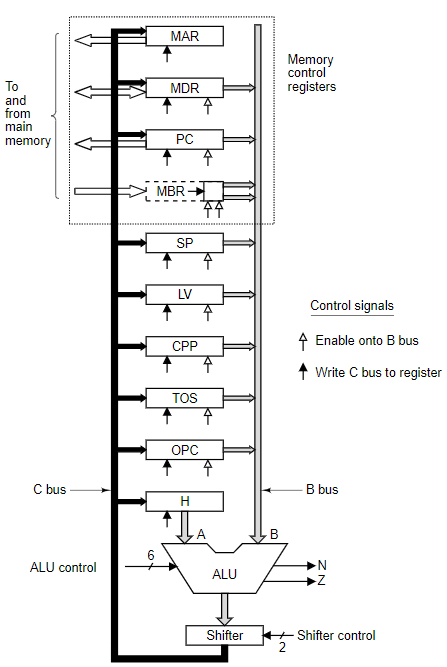 MAR
Memory
control
registers
To
and
from
main
memory
MDR
PC
MBR
SP
LV
Control signals
Enable onto B bus
CPP
Write C bus to register
TOS
OPC
C bus
B bus
H
A
B
6
ALU control
ALU
N
Z
Shifter
Shifter control
2